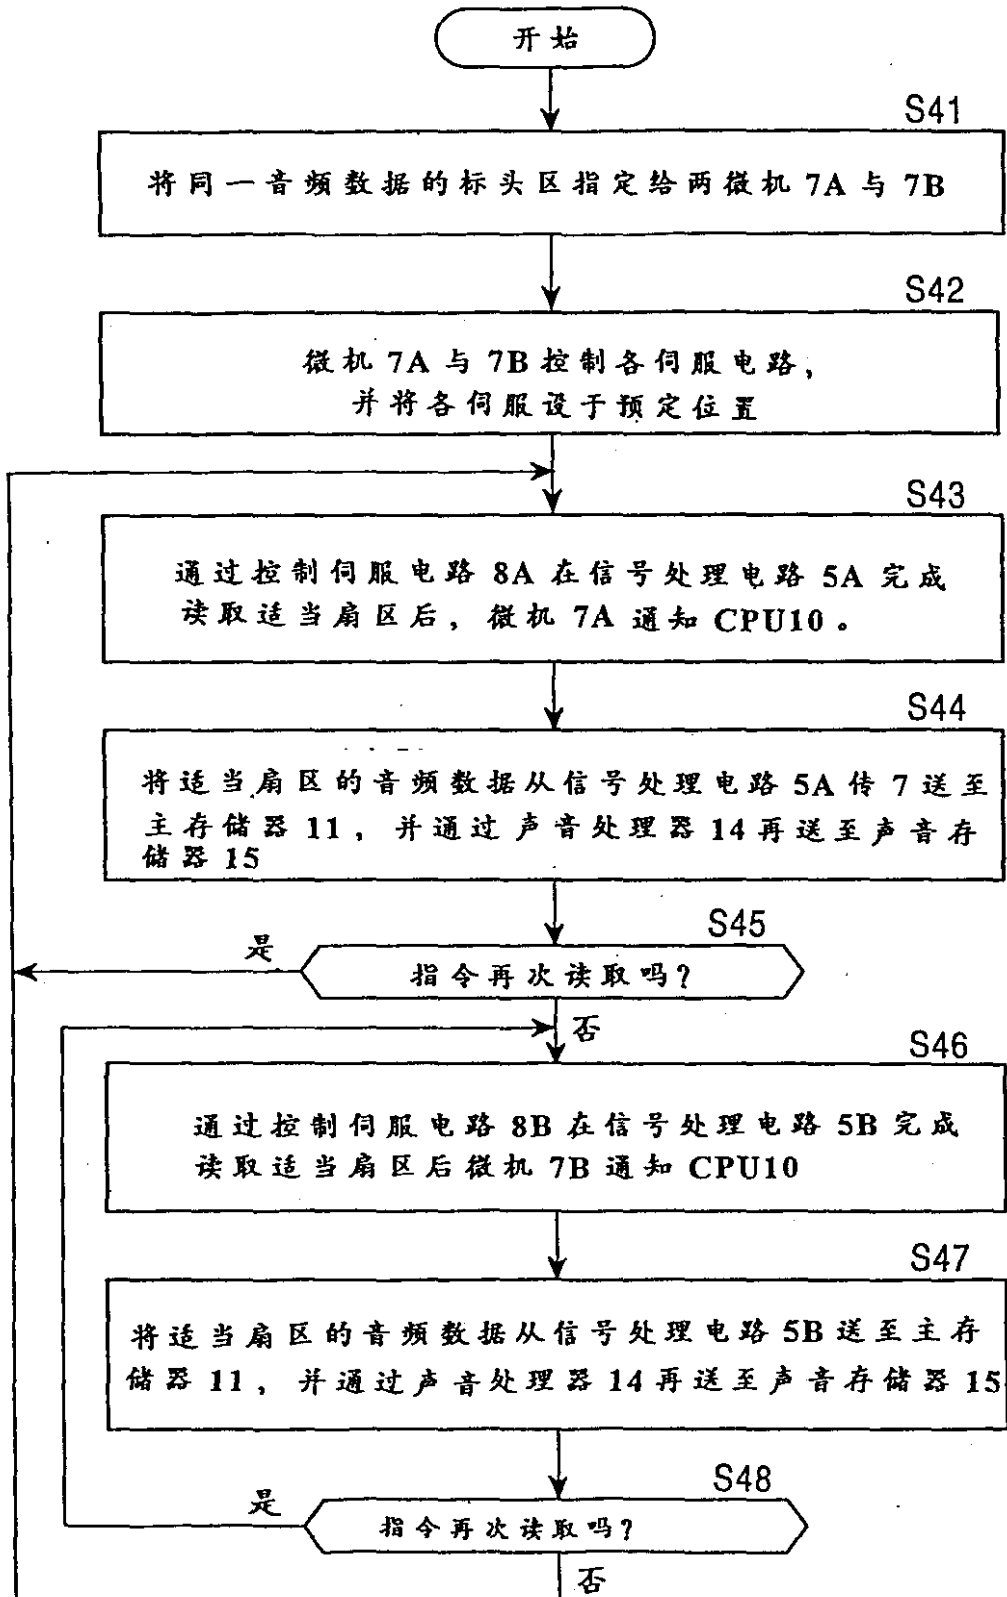 开始
S41
将同一音频数据的标头区指定给两微机 7A 与 7B
S42
微机 7A 与 7B 控制各伺服电路,
并将各伺服设于预定位置
S43
通过控制伺服电路 8A 在信号处理电路 5A 完成
读取适当扇区后, 微机 7A 通知 CPU10。
S44
将适当扇区的音频数据从信号处理电路 5A 传 7 送至
主存储器 11, 并通过声音处理器 14 再送至声音存
储器 15
S45
是
指令再次读取吗?
否
S46
通过控制伺服电路 8B 在信号处理电路 5B 完成
读取适当扇区后微机 7B 通知 CPU10
S47
将适当扇区的音频数据从信号处理电路 5B 送至主存
储器 11, 并通过声音处理器 14 再送至声音存储器 15
S48
是
指令再次读取吗?
否